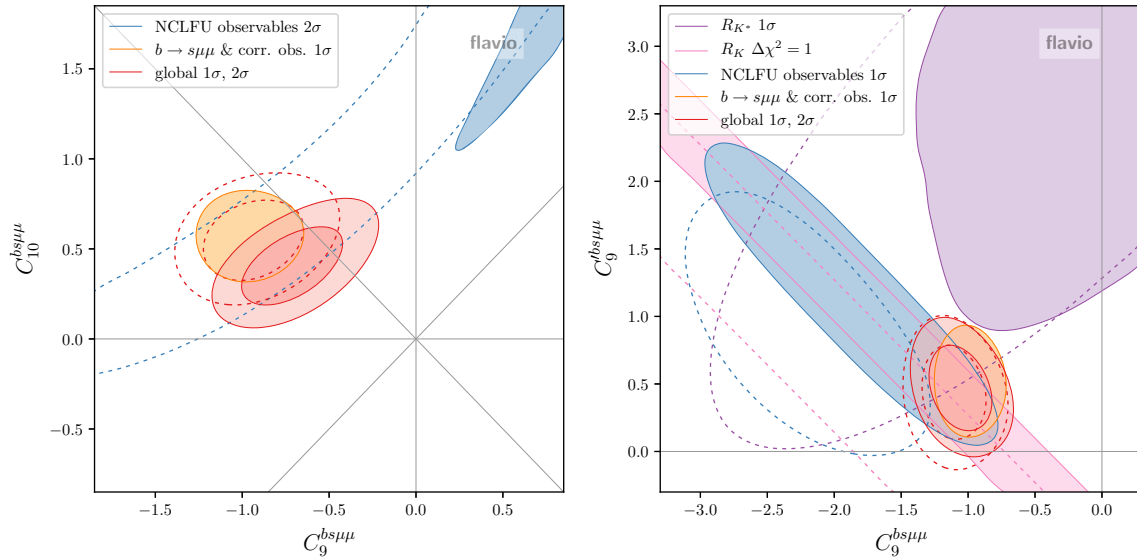 NCLFU observables 2σ
b → sμμ & corr. obs. 1σ
global 1σ, 2σ
flavio
1.5
1.0
0.5
0.0
−0.5
−1.5
−1.0
−0.5
0.0
0.5
C_10^{bsμμ}
C_9^{bsμμ}
R_{K*} 1σ
R_K Δχ² = 1
NCLFU observables 1σ
b → sμμ & corr. obs. 1σ
global 1σ, 2σ
flavio
3.0
2.5
2.0
1.5
1.0
0.5
0.0
−3.0
−2.5
−2.0
−1.5
−1.0
−0.5
0.0
C_9'^{bsμμ}
C_9^{bsμμ}